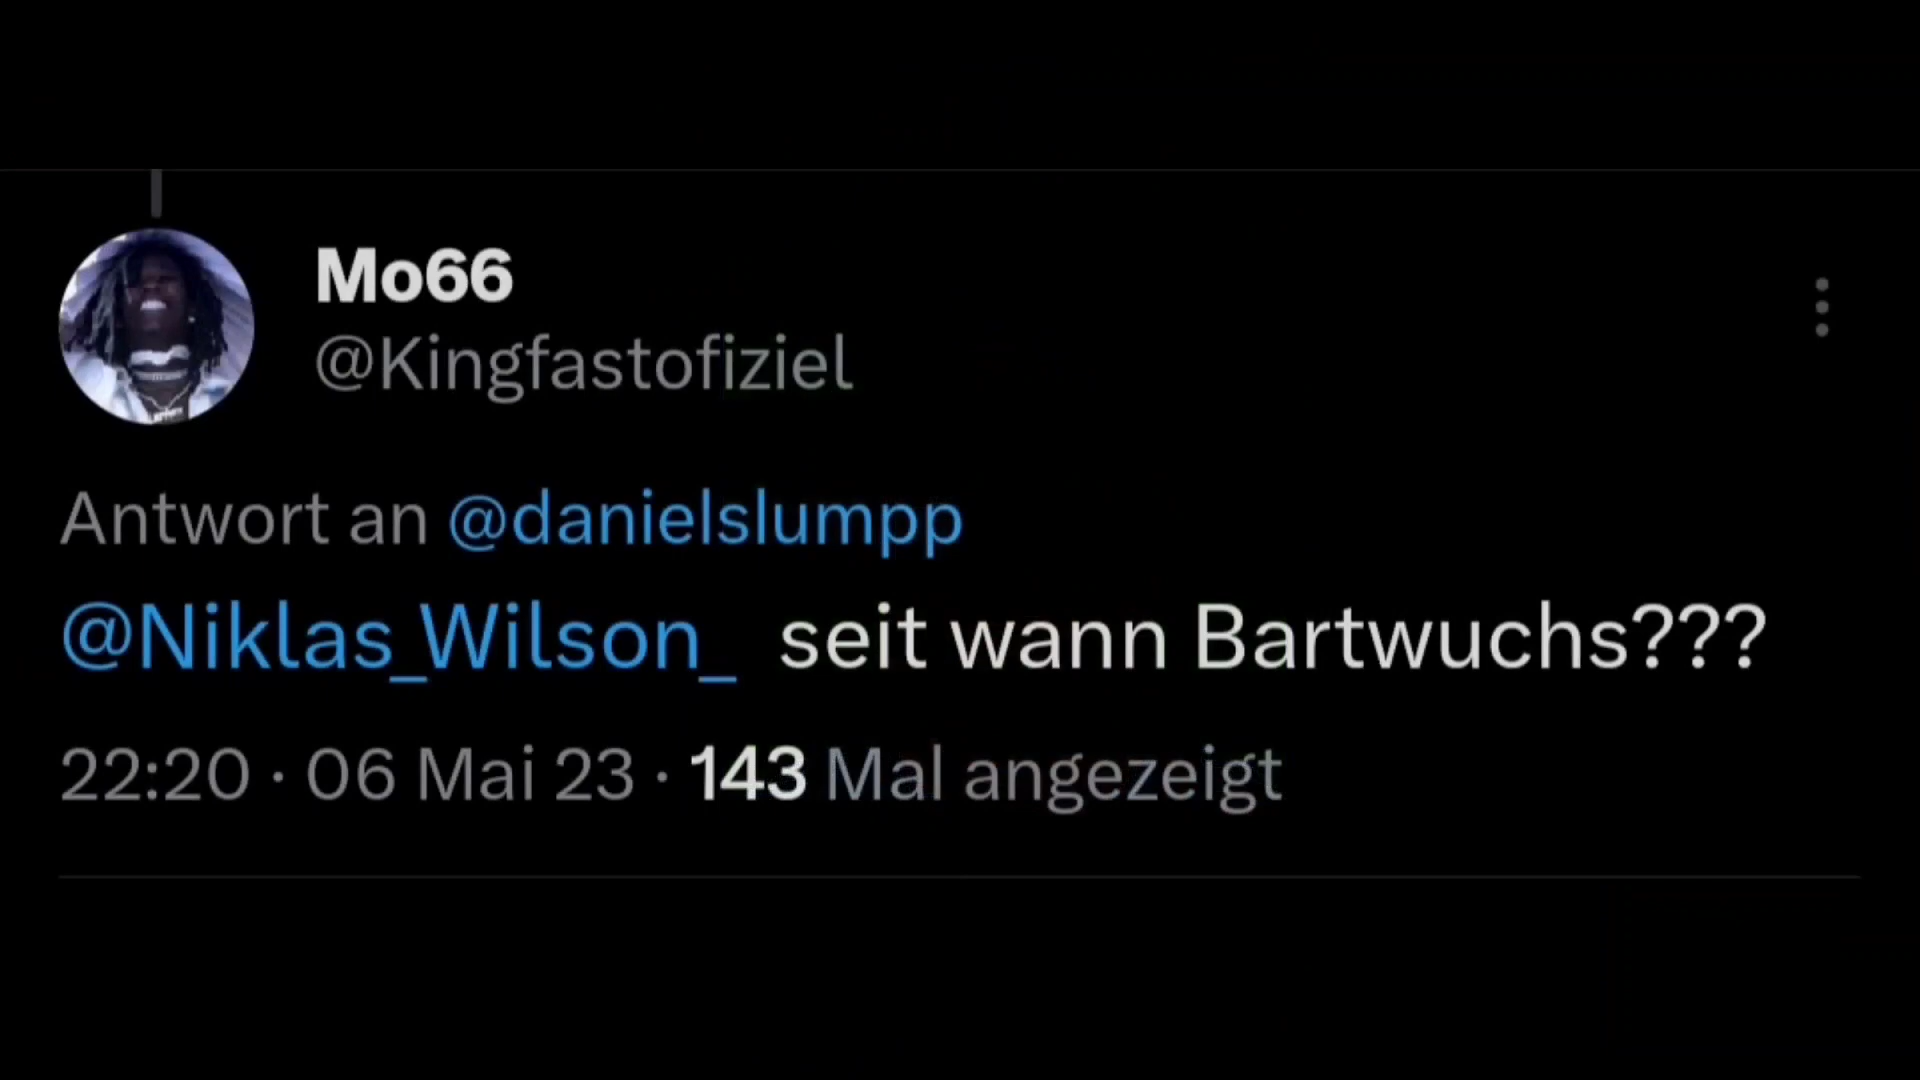 Mo66
@Kingfastofiziel
Antwort an @danielslumpp
@Niklas_Wilson_ seit wann Bartwuchs???
22:20 · 06 Mai 23 · 143 Mal angezeigt